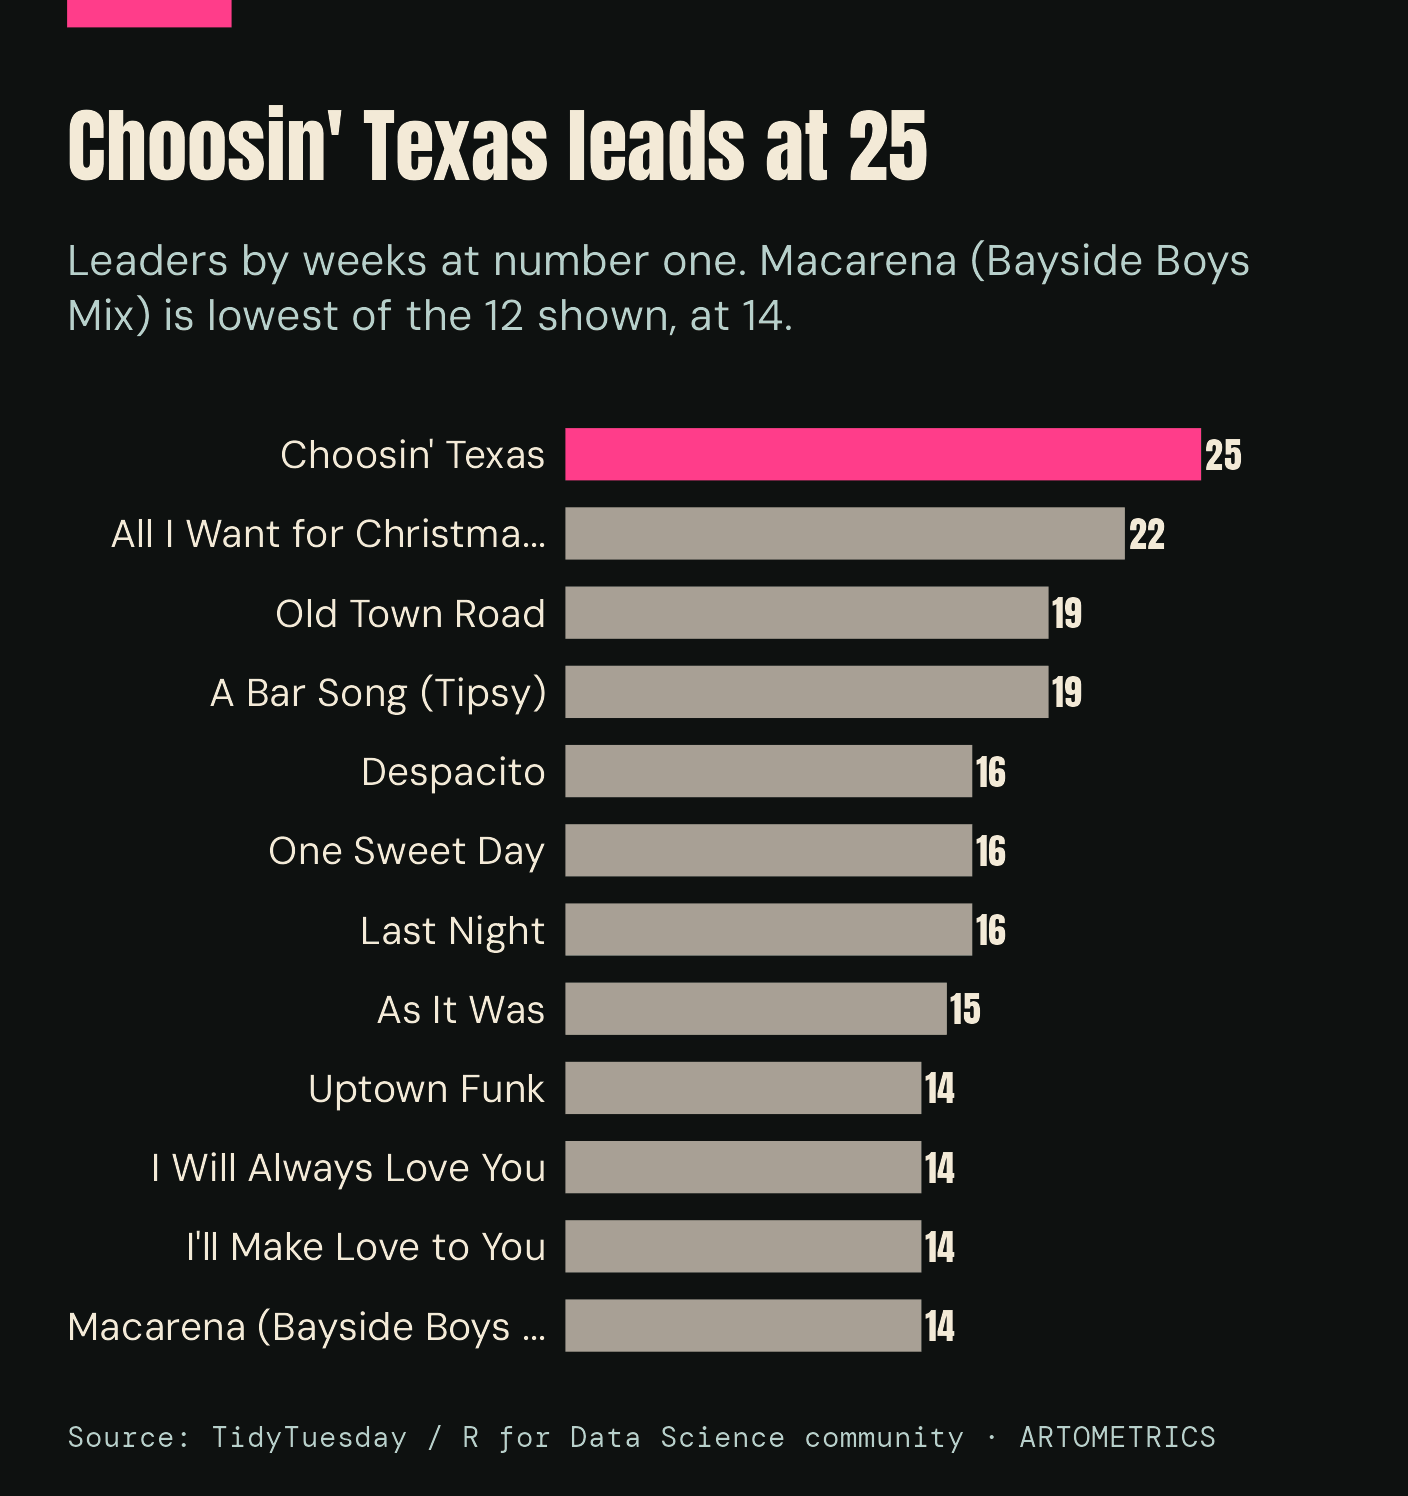 Choosin' Texas leads at 25
Leaders by weeks at number one. Macarena (Bayside Boys
Mix) is lowest of the 12 shown, at 14.
Choosin' Texas 25
All I Want for Christma... 22
Old Town Road 19
A Bar Song (Tipsy) 19
Despacito 16
One Sweet Day 16
Last Night 16
As It Was 15
Uptown Funk 14
I Will Always Love You 14
I'll Make Love to You 14
Macarena (Bayside Boys ... 14
Source: TidyTuesday / R for Data Science community · ARTOMETRICS